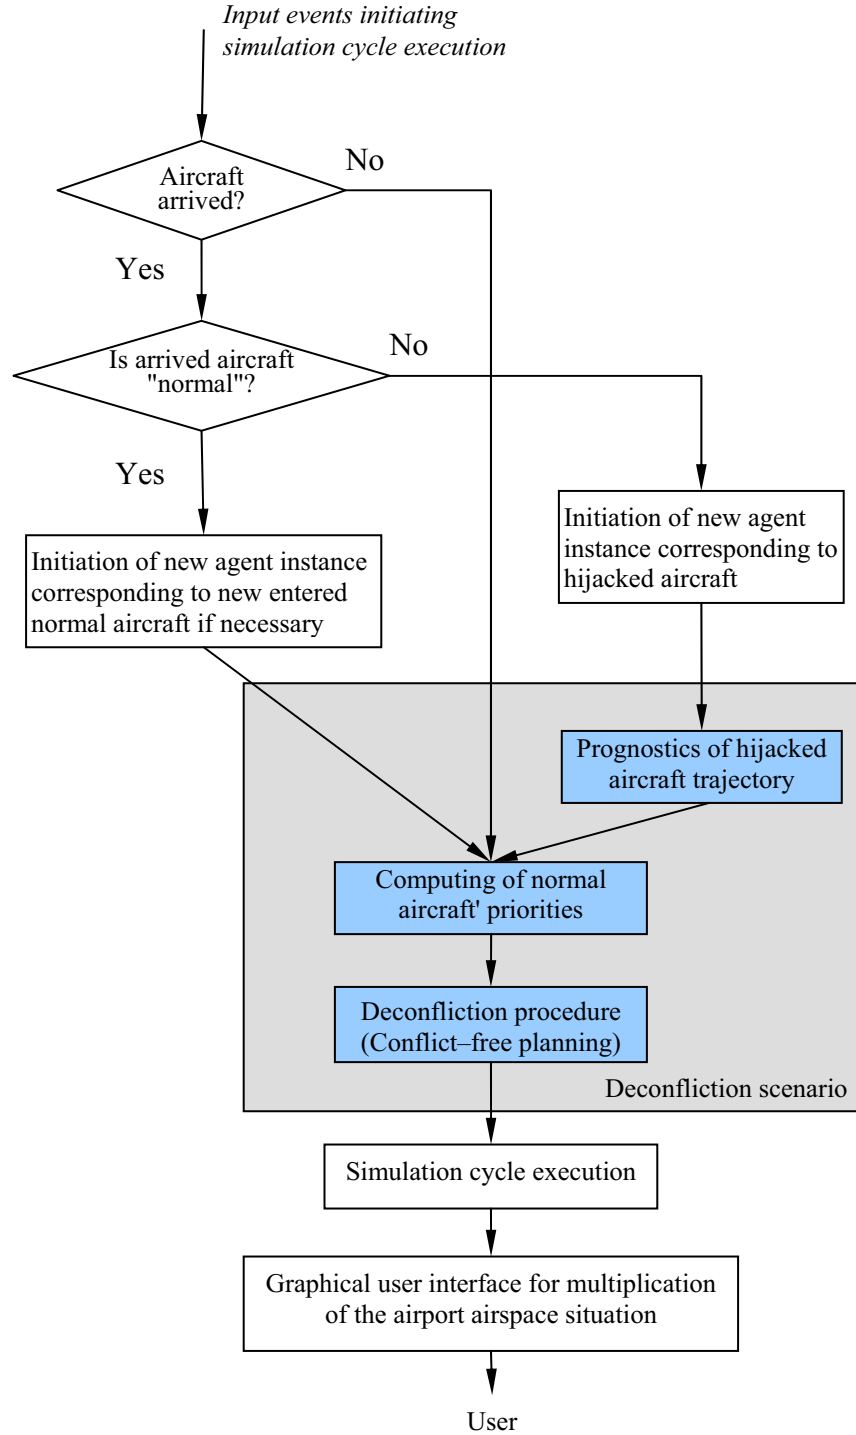 Input events initiating
simulation cycle execution
No
Aircraft
arrived?
Yes
No
Is arrived aircraft
"normal"?
Yes
Initiation of new agent
instance corresponding to
hijacked aircraft
Initiation of new agent instance
corresponding to new entered
normal aircraft if necessary
Prognostics of hijacked
aircraft trajectory
Computing of normal
aircraft' priorities
Deconfliction procedure
(Conflict–free planning)
Deconfliction scenario
Simulation cycle execution
Graphical user interface for multiplication
of the airport airspace situation
User